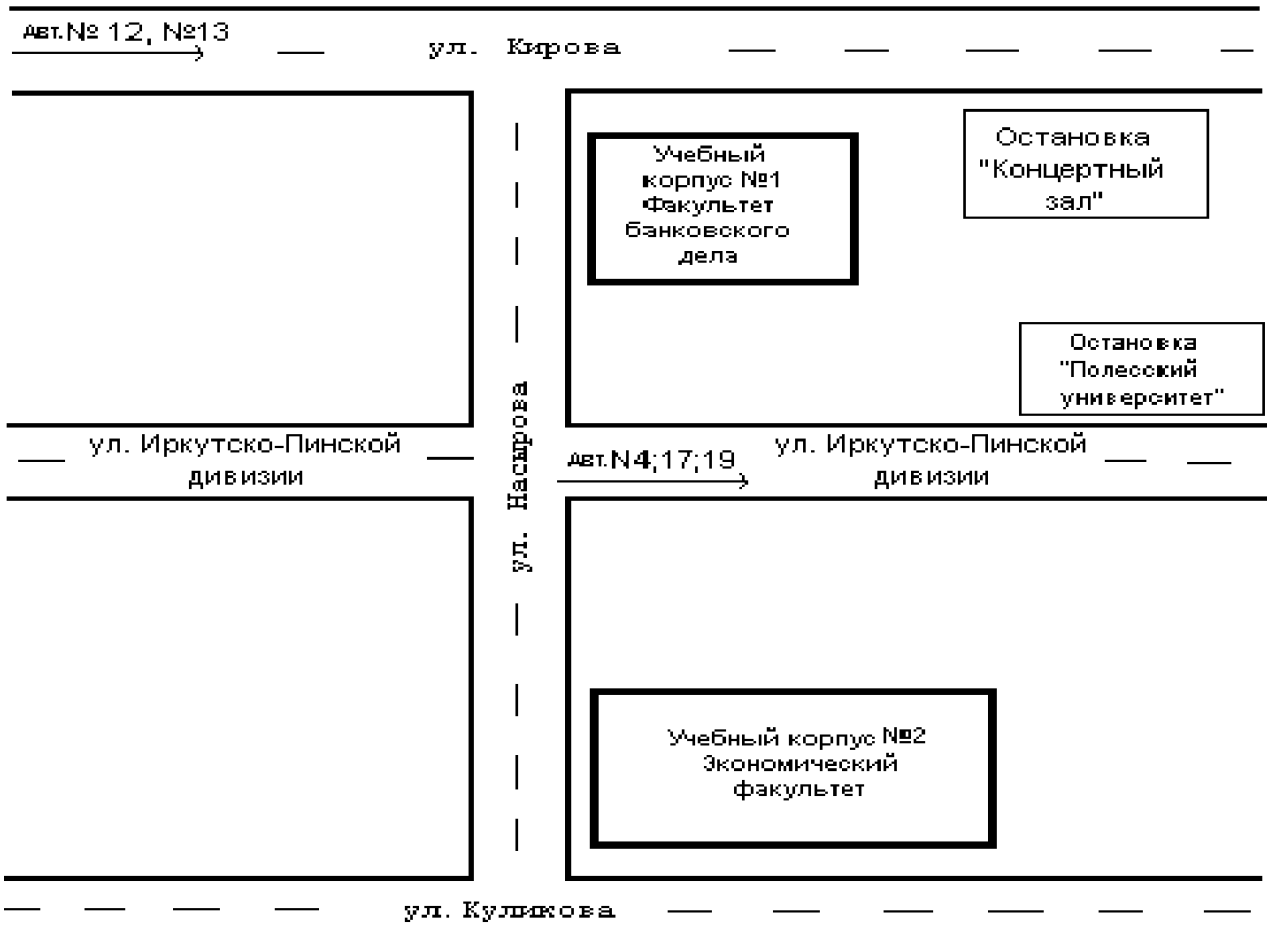 Авт.№ 12, №13
ул. Кирова
Учебный
корпус №1
Факультет
банковского
дела
Остановка
"Концертный
зал"
Остановка
"Полесский
университет"
ул. Иркутско-Пинской
дивизии
ул. Насырова
Авт.N4;17;19
ул. Иркутско-Пинской
дивизии
Учебный корпус №2
Экономический
факультет
ул. Куликова